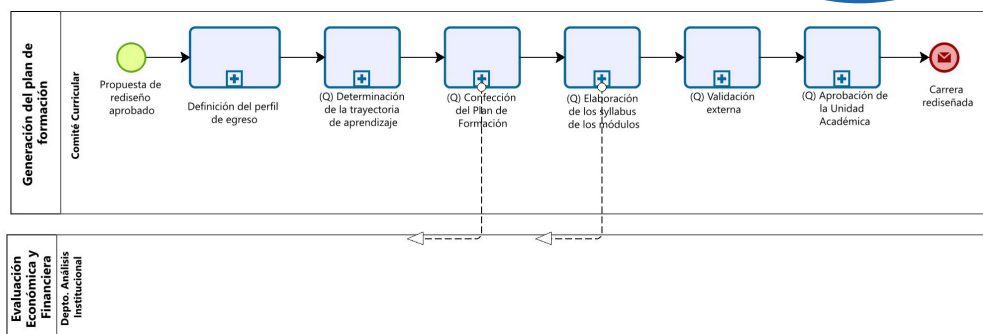 Generación del plan de
formación
Comité Curricular
Propuesta de
rediseño
aprobado
Definición del perfil
de egreso
(Q) Determinación
de la trayectoria
de aprendizaje
(Q) Confección
del Plan de
Formación
(Q) Elaboración
de los syllabus
de los módulos
(Q) Validación
externa
(Q) Aprobación de
la Unidad
Académica
Carrera
rediseñada
Evaluación
Económica y
Financiera
Depto. Análisis
Institucional